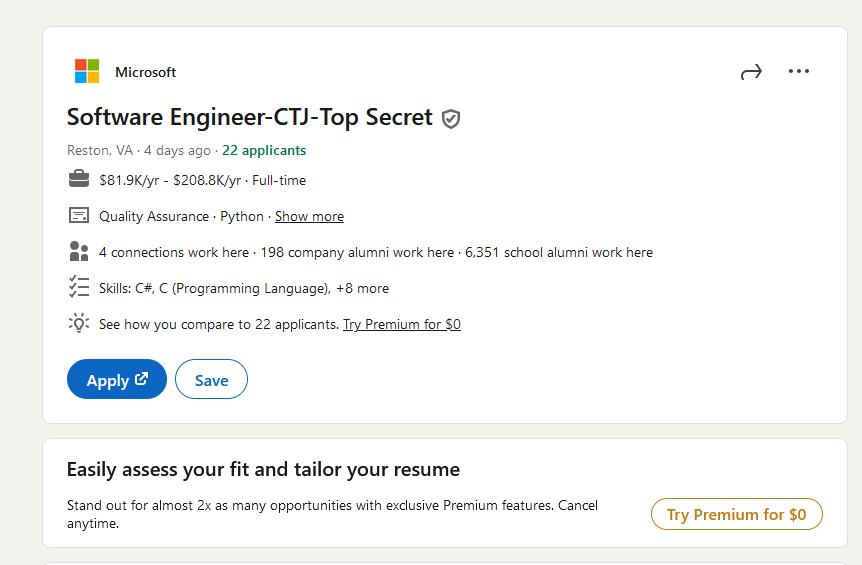 Microsoft
Software Engineer-CTJ-Top Secret
Reston, VA · 4 days ago · 22 applicants
$81.9K/yr - $208.8K/yr · Full-time
Quality Assurance · Python · Show more
4 connections work here · 198 company alumni work here · 6,351 school alumni work here
Skills: C#, C (Programming Language), +8 more
See how you compare to 22 applicants. Try Premium for $0
Apply
Save
Easily assess your fit and tailor your resume
Stand out for almost 2x as many opportunities with exclusive Premium features. Cancel
anytime.
Try Premium for $0